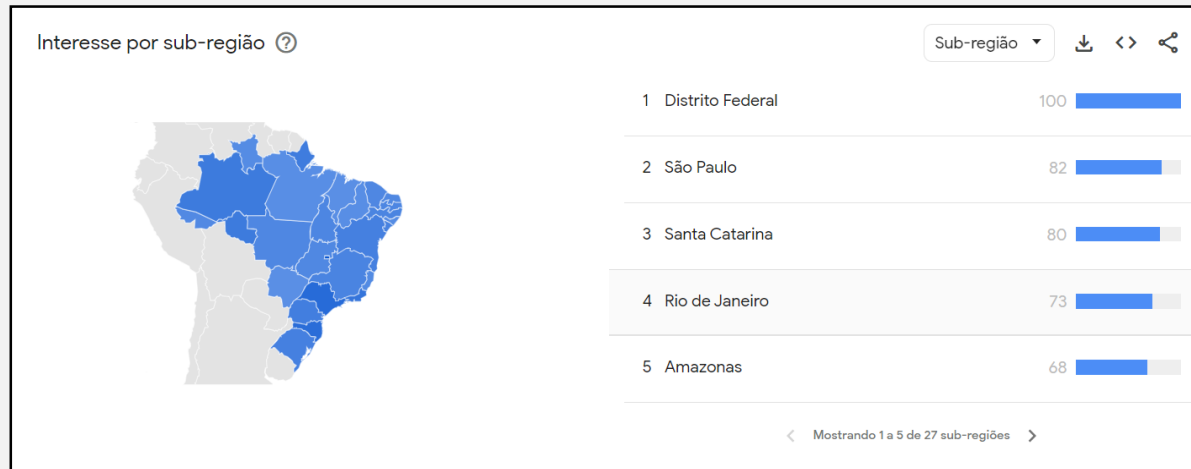 Interesse por sub-região ?
Sub-região
1 Distrito Federal 100
2 São Paulo 82
3 Santa Catarina 80
4 Rio de Janeiro 73
5 Amazonas 68
Mostrando 1 a 5 de 27 sub-regiões